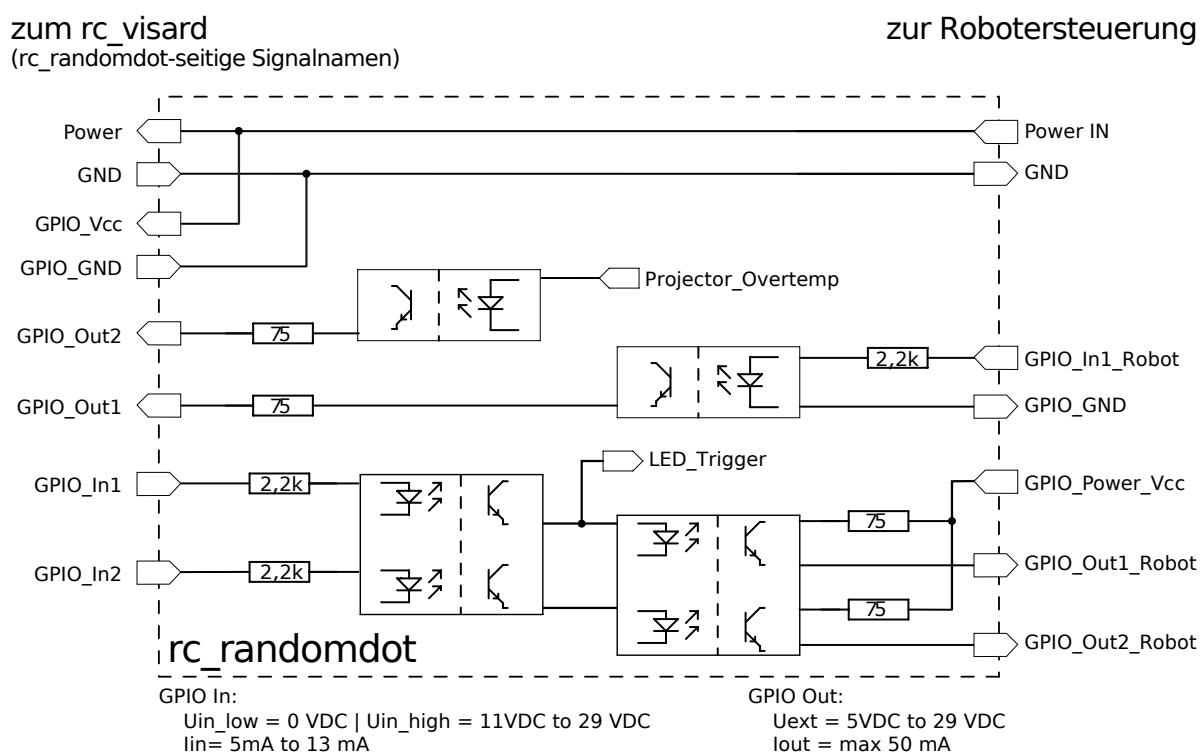 zum rc_visard
(rc_randomdot-seitige Signalnamen)
zur Robotersteuerung
Power
Power IN
GND
GND
GPIO_Vcc
GPIO_GND
Projector_Overtemp
GPIO_Out2
75
2,2k
GPIO_In1_Robot
GPIO_Out1
75
GPIO_GND
LED_Trigger
GPIO_In1
2,2k
GPIO_Power_Vcc
75
GPIO_In2
2,2k
GPIO_Out1_Robot
75
GPIO_Out2_Robot
rc_randomdot
GPIO In:
Uin_low = 0 VDC | Uin_high = 11VDC to 29 VDC
Iin= 5mA to 13 mA
GPIO Out:
Uext = 5VDC to 29 VDC
Iout = max 50 mA